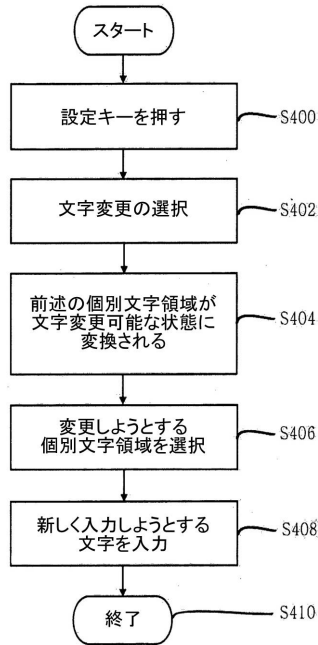 スタート
設定キーを押す
S400
文字変更の選択
S402
前述の個別文字領域が
文字変更可能な状態に
変換される
S404
変更しようとする
個別文字領域を選択
S406
新しく入力しようとする
文字を入力
S408
終了
S410